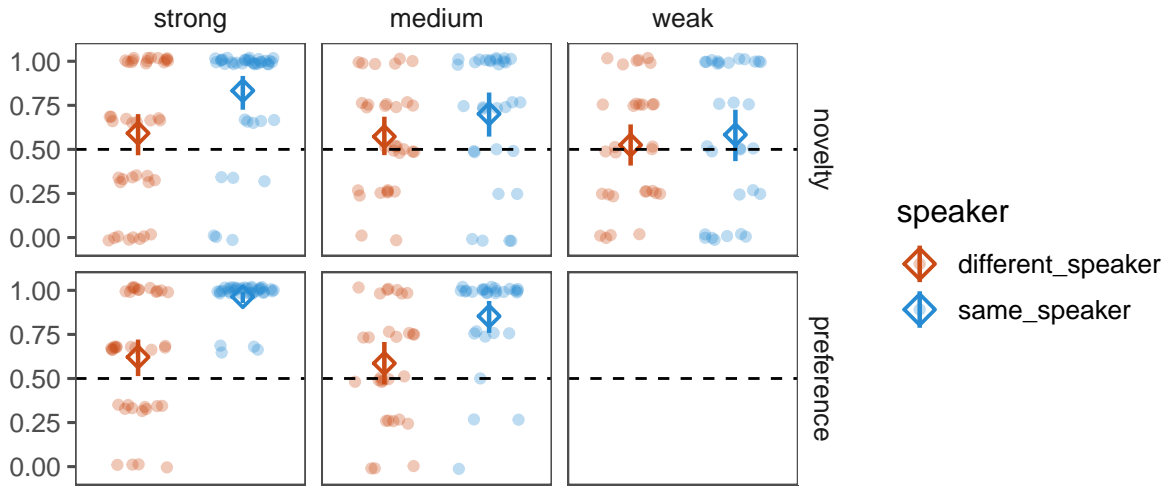 strong medium weak
1.00
0.75
0.50
0.25
0.00
novelty
1.00
0.75
0.50
0.25
0.00
preference
speaker
different_speaker
same_speaker